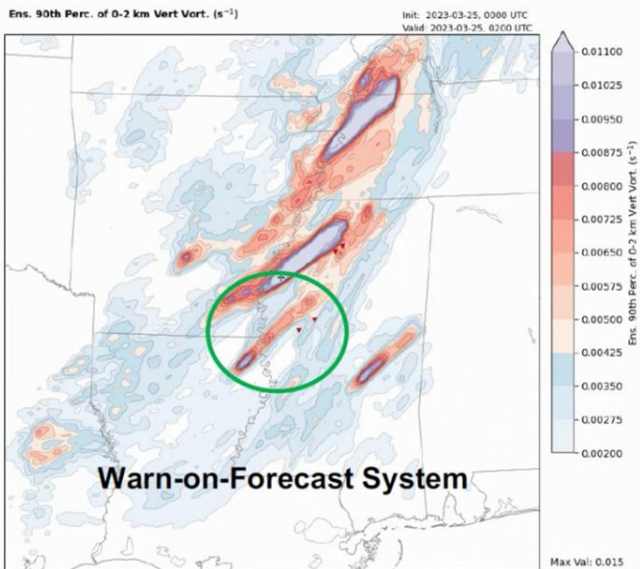 Ens. 90th Perc. of 0-2 km Vert Vort. (s⁻¹)
Init: 2023-03-25, 0000 UTC
Valid: 2023-03-25, 0200 UTC
0.01100
0.01025
0.00950
0.00875
0.00800
0.00725
0.00650
0.00575
0.00500
0.00425
0.00350
0.00275
0.00200
Ens. 90th Perc. of 0-2 km Vert Vort. (s⁻¹)
Warn-on-Forecast System
Max Val: 0.015